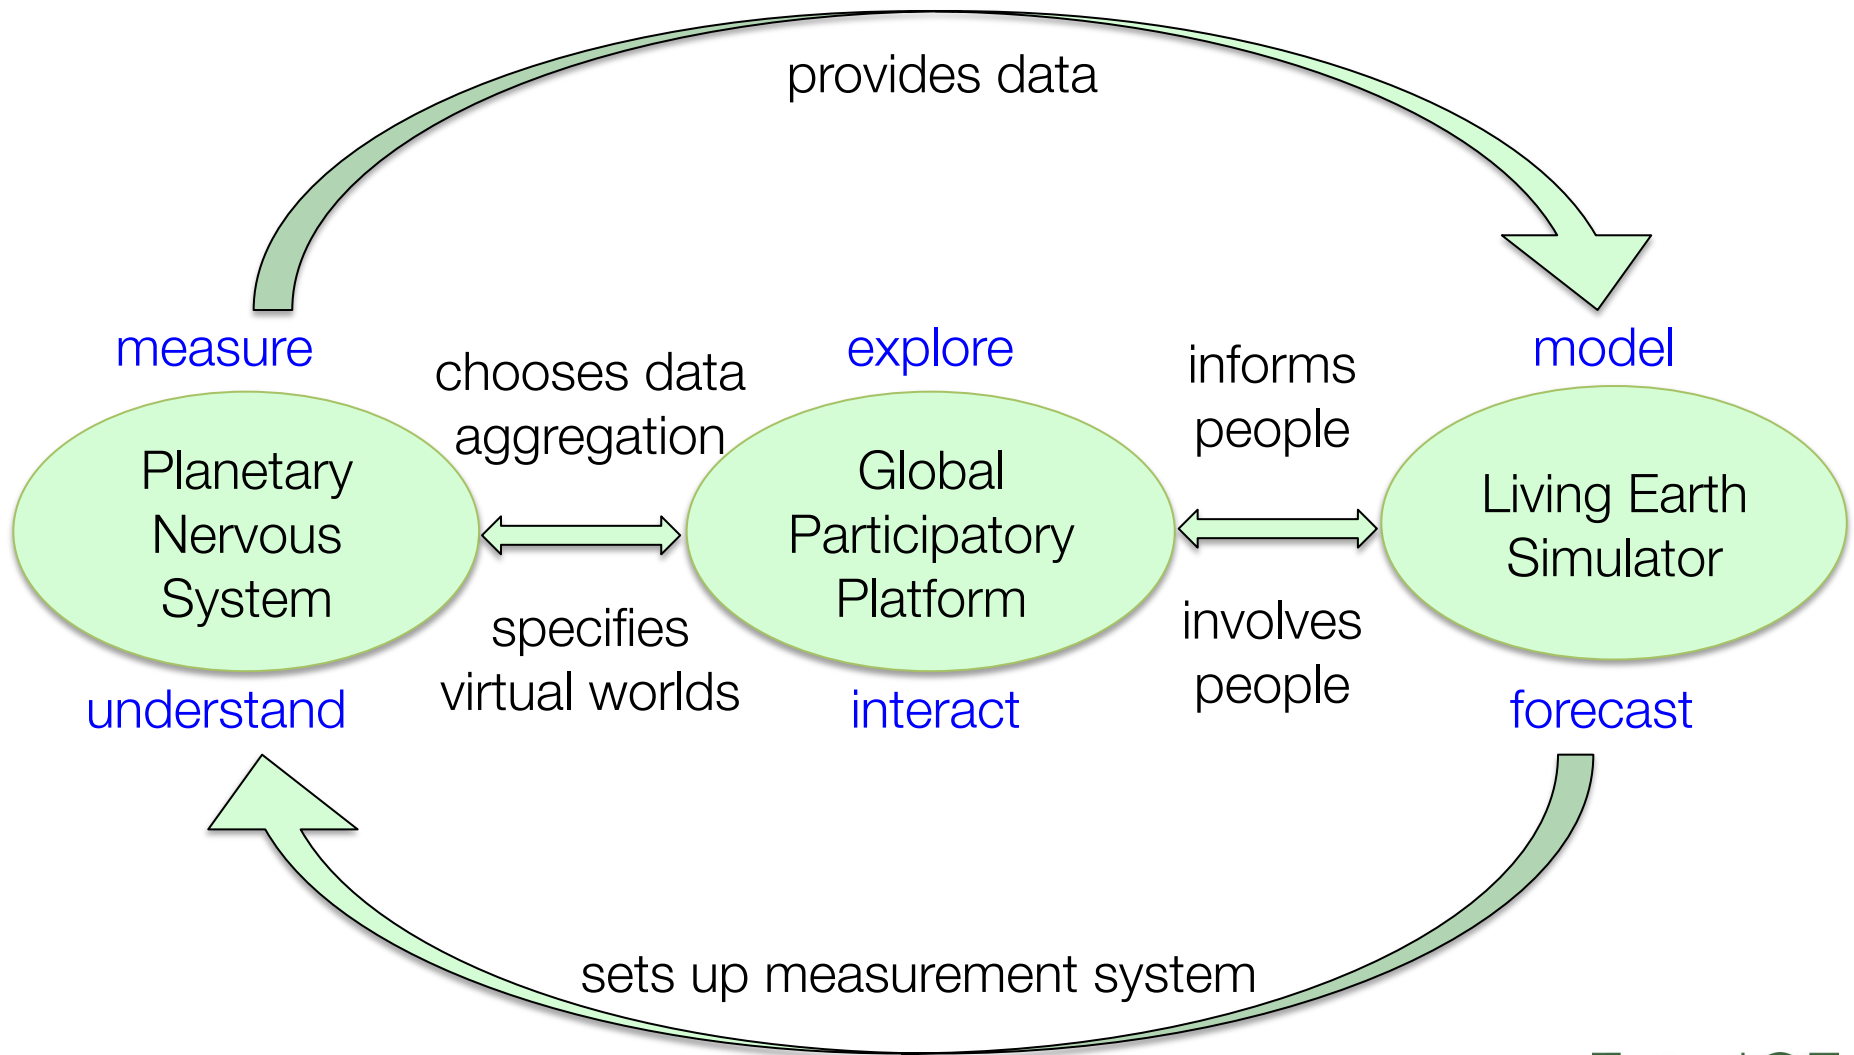 provides data
measure
chooses data
aggregation
explore
informs
people
model
Planetary
Nervous
System
Global
Participatory
Platform
Living Earth
Simulator
specifies
virtual worlds
involves
people
understand
interact
forecast
sets up measurement system